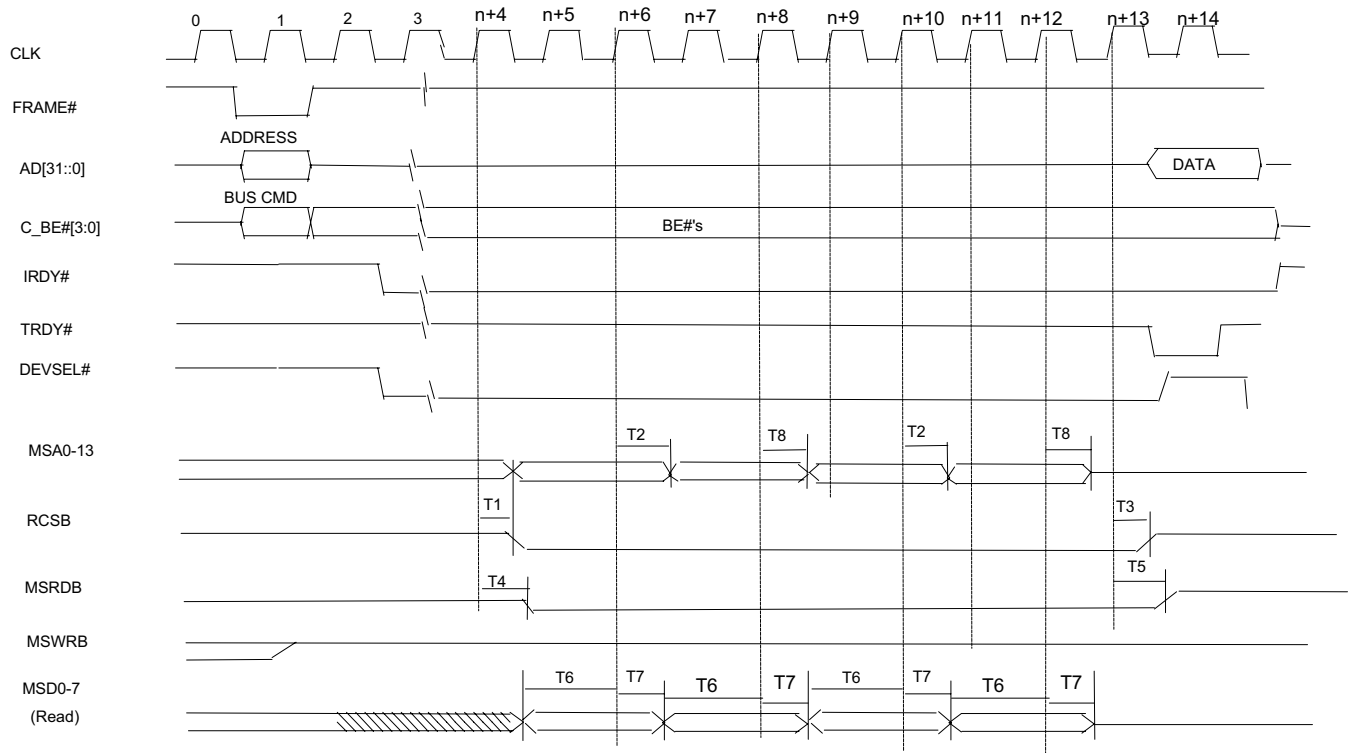 0 1 2 3 n+4 n+5 n+6 n+7 n+8 n+9 n+10 n+11 n+12 n+13 n+14
CLK
FRAME#
ADDRESS
AD[31::0] DATA
BUS CMD
C_BE#[3:0] BE#'s
IRDY#
TRDY#
DEVSEL#
T2 T8 T2 T8
MSA0-13
T1 T3
RCSB
T4 T5
MSRDB
MSWRB
T6 T7 T6 T7 T6 T7 T6 T7
MSD0-7
(Read)